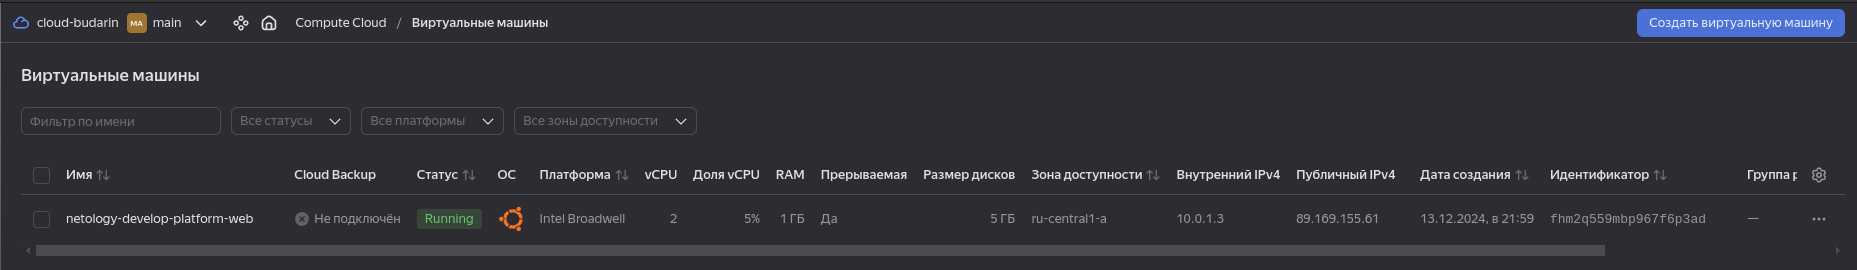 cloud-budarin MA main Compute Cloud / Виртуальные машины Создать виртуальную машину
Виртуальные машины
Фильтр по имени Все статусы Все платформы Все зоны доступности
Имя Cloud Backup Статус ОС Платформа vCPU Доля vCPU RAM Прерываемая Размер дисков Зона доступности Внутренний IPv4 Публичный IPv4 Дата создания Идентификатор Группа р
netology-develop-platform-web Не подключён Running Intel Broadwell 2 5% 1 ГБ Да 5 ГБ ru-central1-a 10.0.1.3 89.169.155.61 13.12.2024, в 21:59 fhm2q559mbp967f6p3ad —